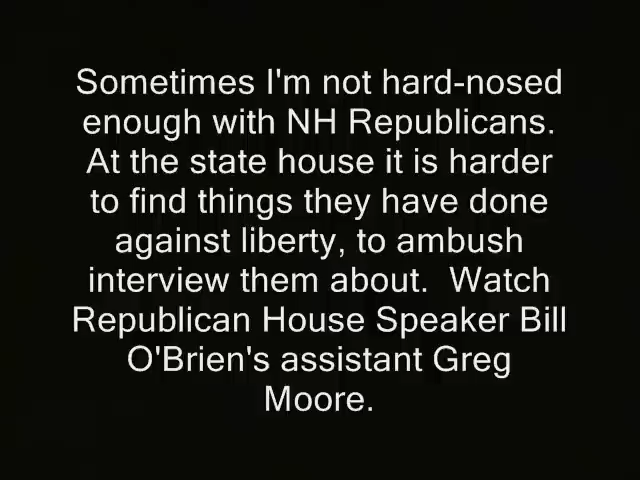 Sometimes I'm not hard-nosed
enough with NH Republicans.
At the state house it is harder
to find things they have done
against liberty, to ambush
interview them about.  Watch
Republican House Speaker Bill
O'Brien's assistant Greg
Moore.